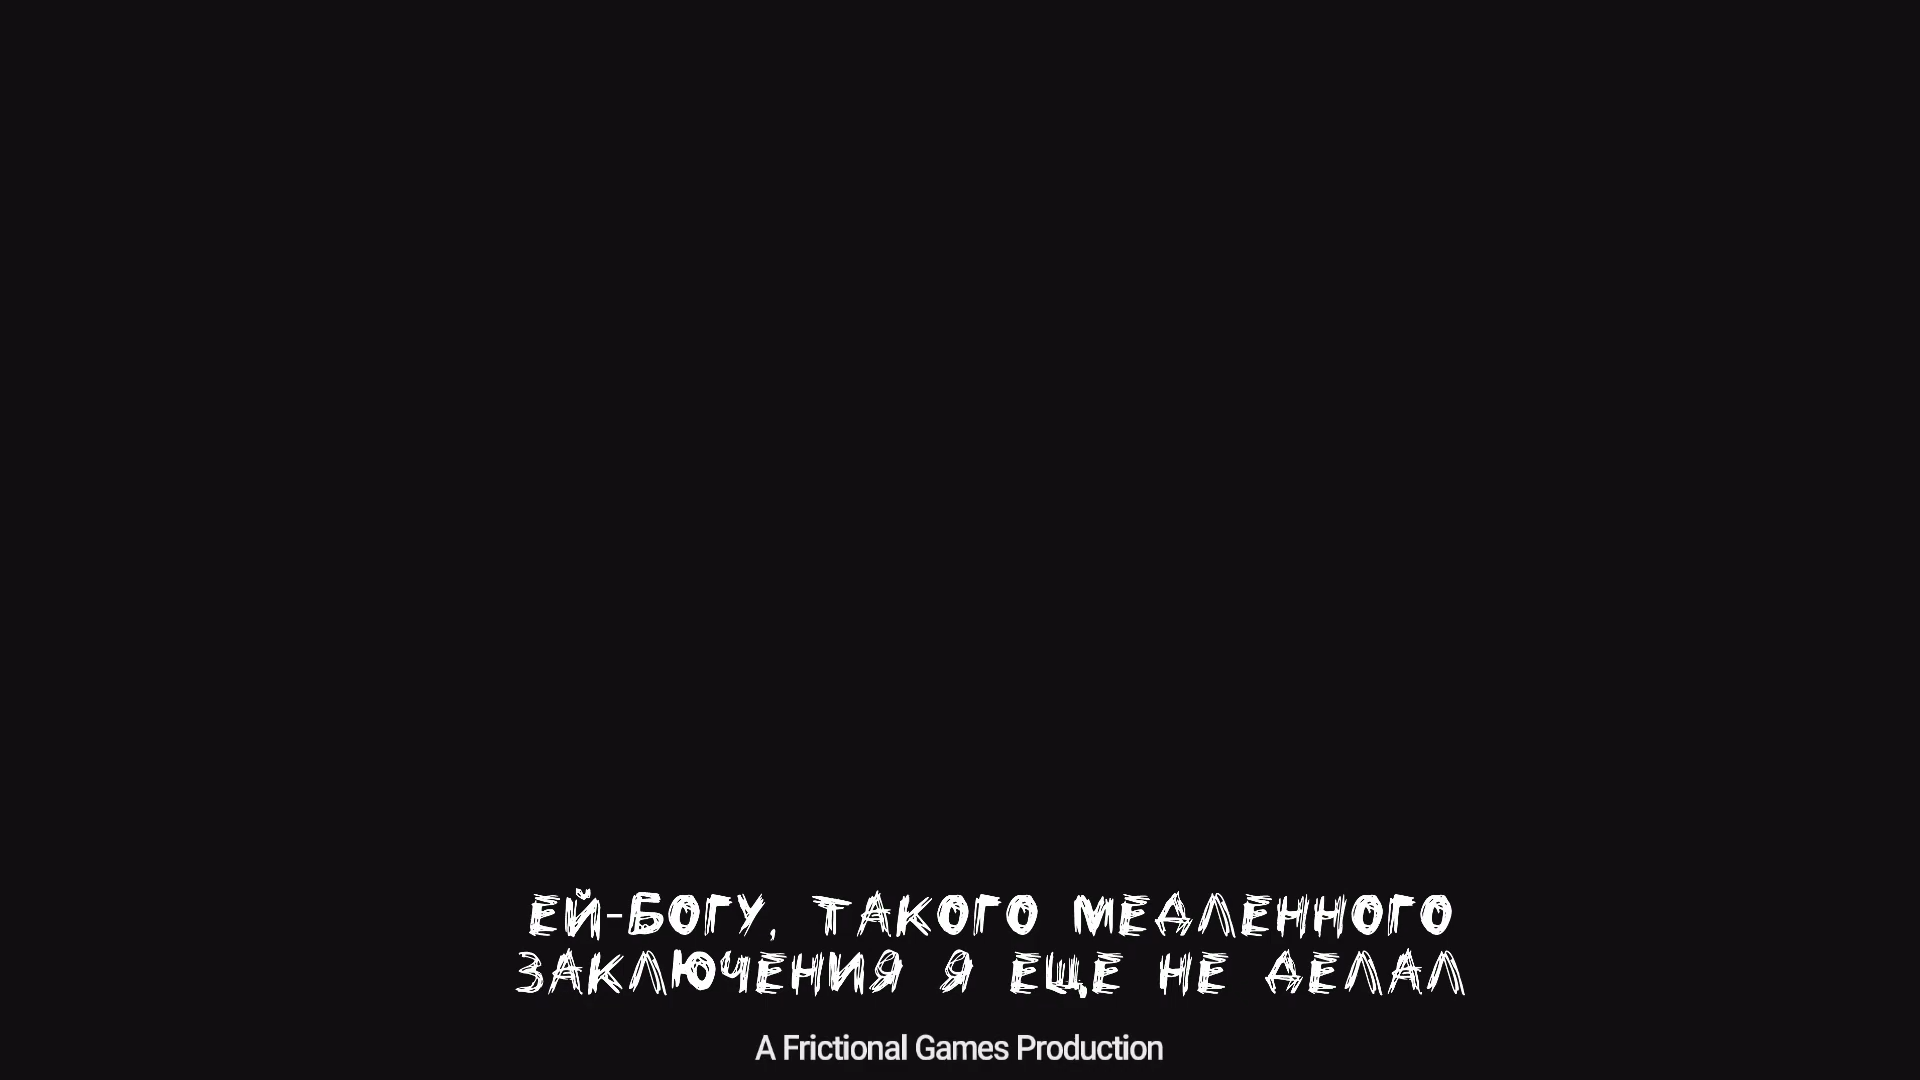 ЕЙ-БОГУ, ТАКОГО МЕДЛЕННОГО
ЗАКЛЮЧЕНИЯ Я ЕЩЕ НЕ ДЕЛАЛ
A Frictional Games Production